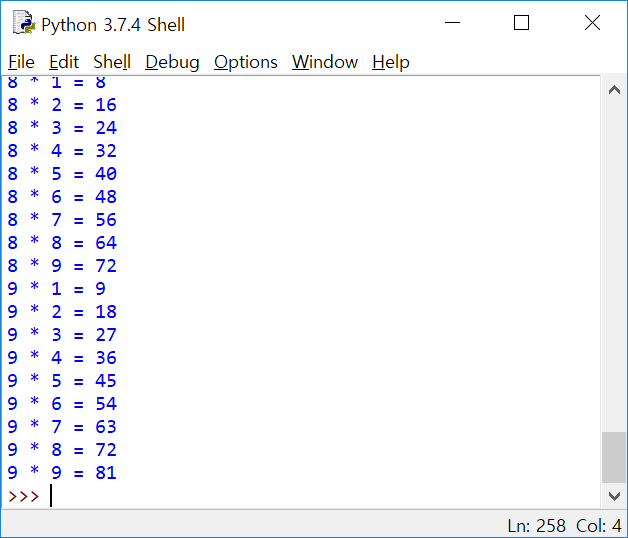 Python 3.7.4 Shell
File Edit Shell Debug Options Window Help
8 * 1 = 8
8 * 2 = 16
8 * 3 = 24
8 * 4 = 32
8 * 5 = 40
8 * 6 = 48
8 * 7 = 56
8 * 8 = 64
8 * 9 = 72
9 * 1 = 9
9 * 2 = 18
9 * 3 = 27
9 * 4 = 36
9 * 5 = 45
9 * 6 = 54
9 * 7 = 63
9 * 8 = 72
9 * 9 = 81
>>>
Ln: 258 Col: 4